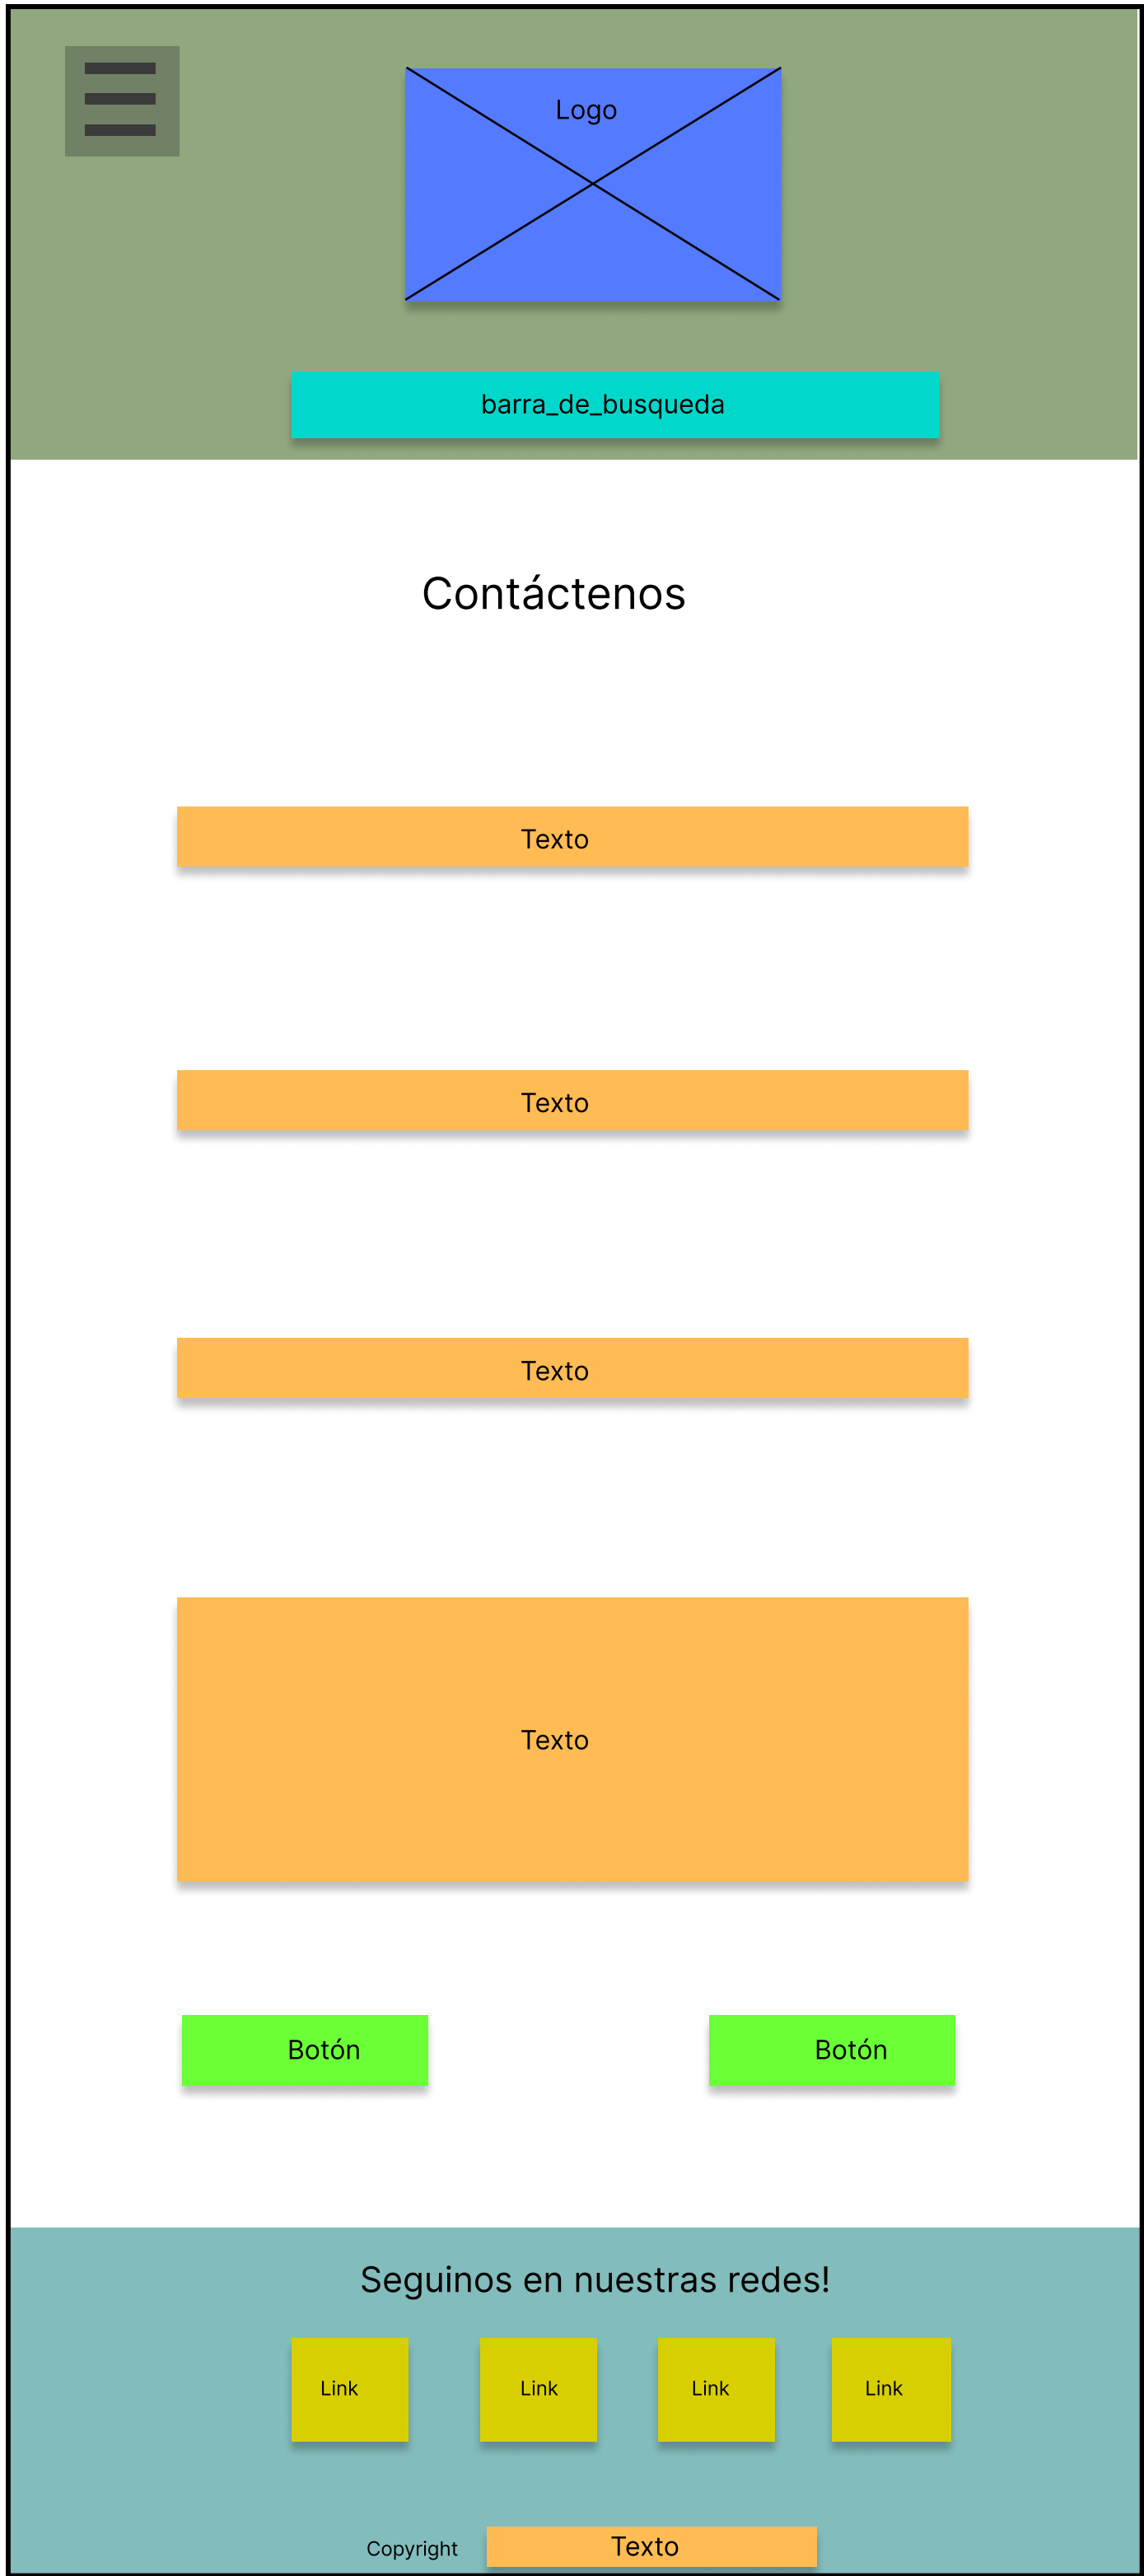 Logo
barra_de_busqueda
Contáctenos
Texto
Texto
Texto
Texto
Botón Botón
Seguinos en nuestras redes!
Link Link Link Link
Copyright Texto